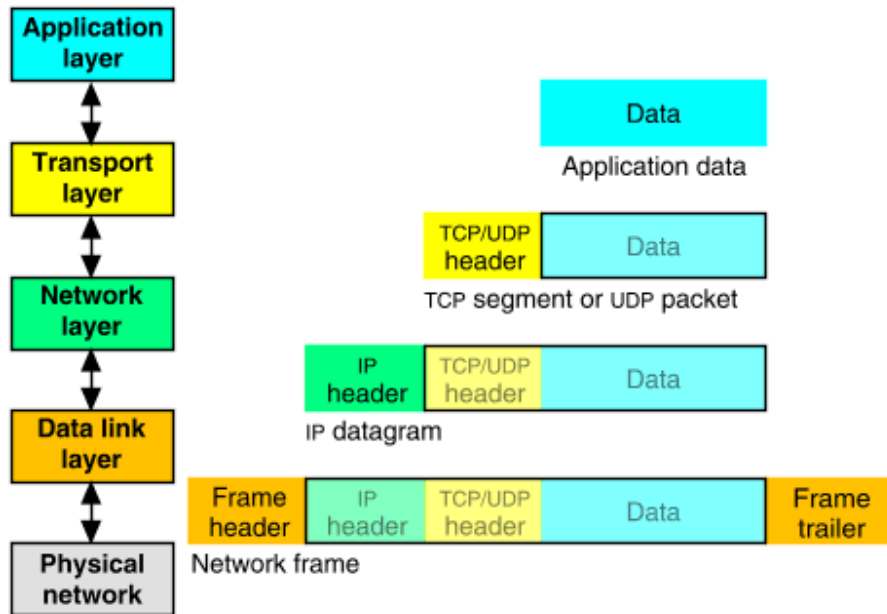 Application
layer
Data
Application data
Transport
layer
TCP/UDP
header
Data
TCP segment or UDP packet
Network
layer
IP
header
TCP/UDP
header
Data
IP datagram
Data link
layer
Frame
header
IP
header
TCP/UDP
header
Data
Frame
trailer
Network frame
Physical
network